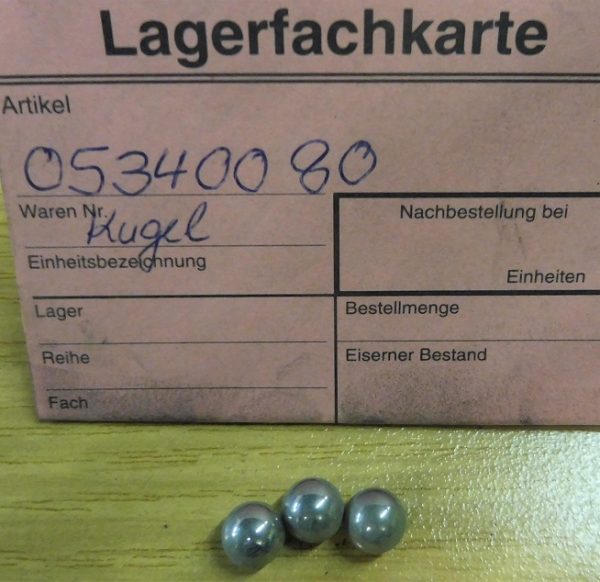 Lagerfachkarte
Artikel
05340080
Waren Nr.
Kugel
Nachbestellung bei
Einheitsbezeichnung
Einheiten
Lager
Bestellmenge
Reihe
Eiserner Bestand
Fach